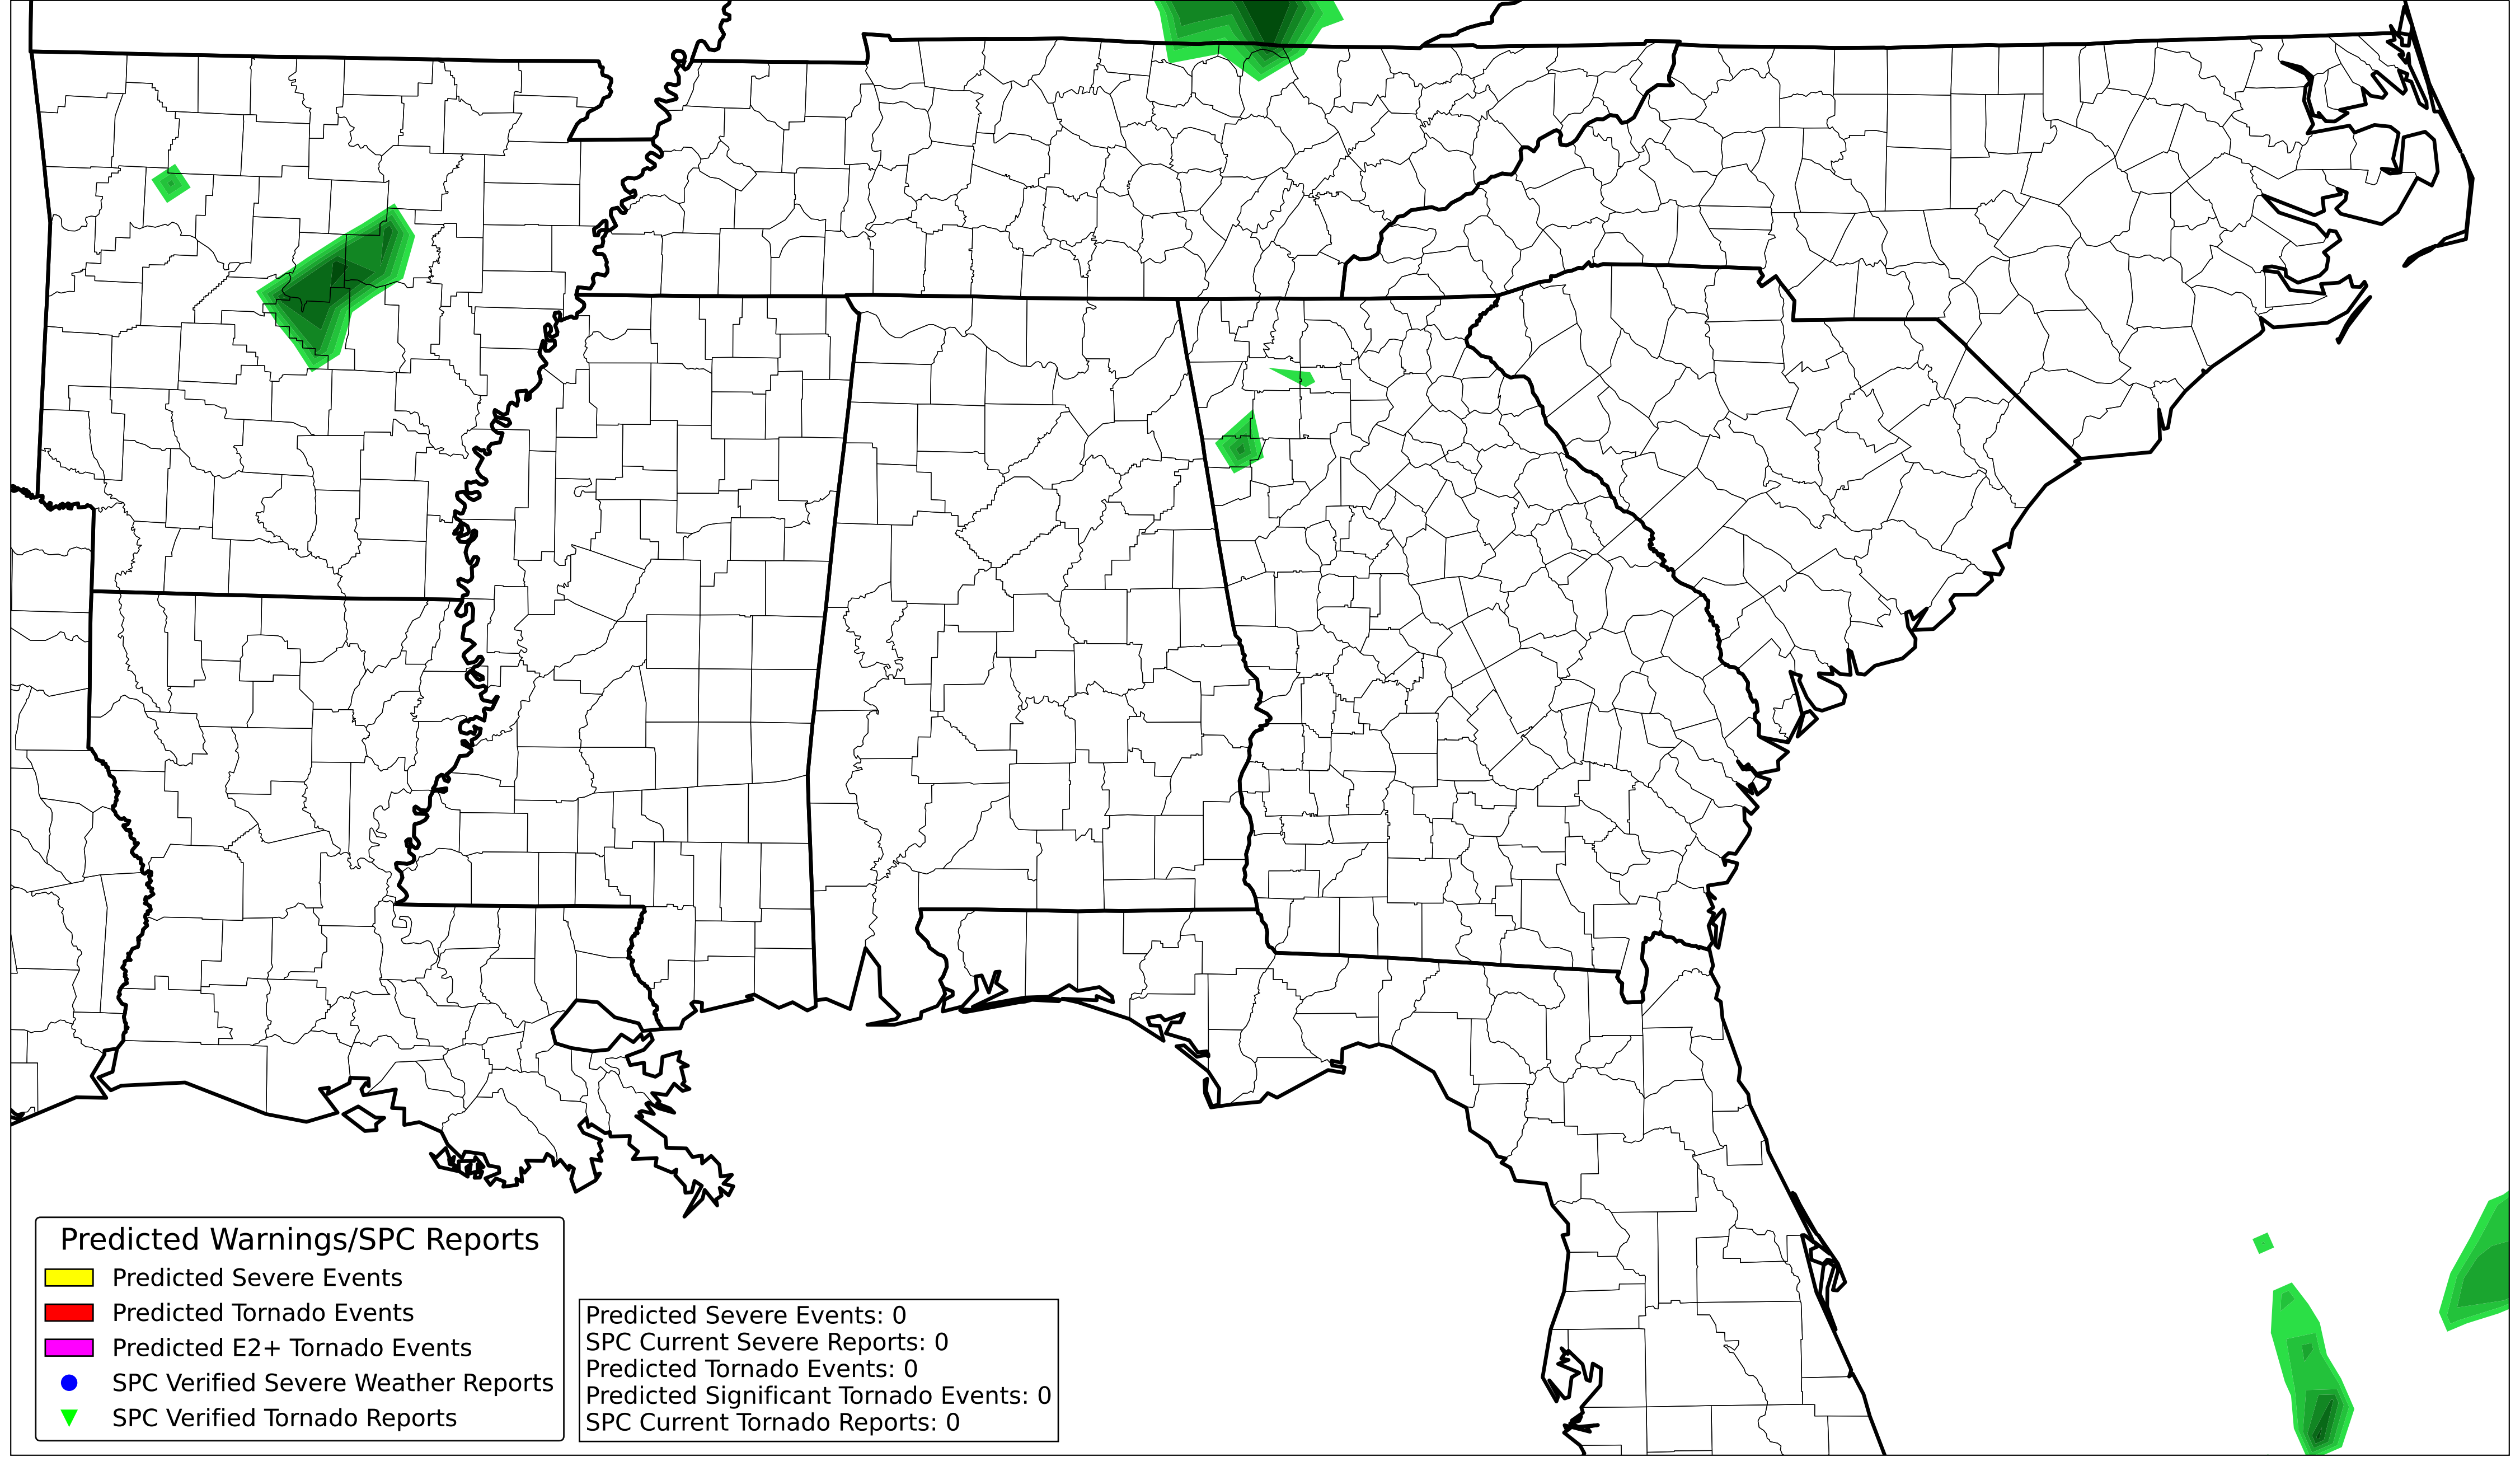 Predicted Warnings/SPC Reports
Predicted Severe Events
Predicted Tornado Events
Predicted E2+ Tornado Events
SPC Verified Severe Weather Reports
SPC Verified Tornado Reports
Predicted Severe Events: 0
SPC Current Severe Reports: 0
Predicted Tornado Events: 0
Predicted Significant Tornado Events: 0
SPC Current Tornado Reports: 0